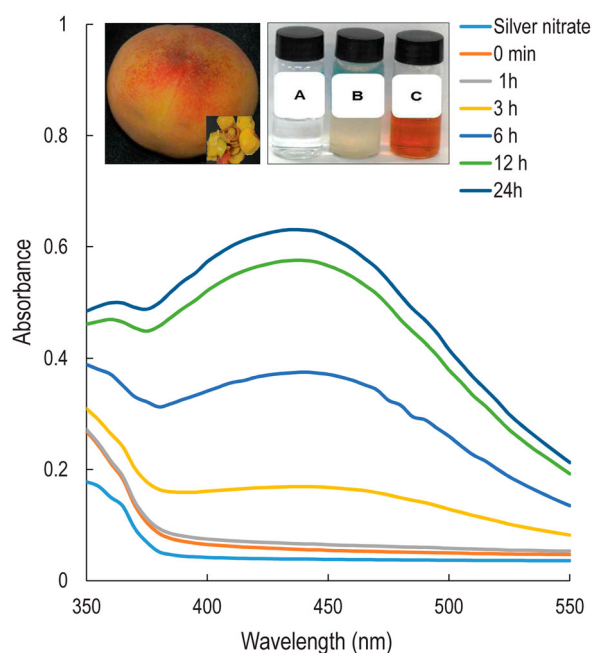 1
0.8
0.6
0.4
0.2
0
350
400
450
500
550
Absorbance
Wavelength (nm)
A
B
C
Silver nitrate
0 min
1h
3 h
6 h
12 h
24h